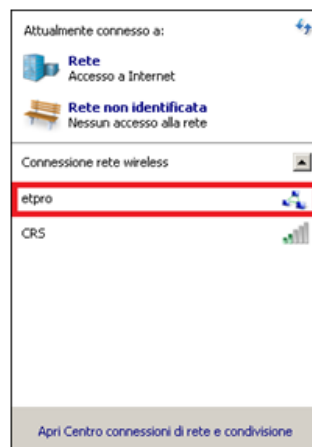 Attualmente connesso a:
Rete
Accesso a Internet
Rete non identificata
Nessun accesso alla rete
Connessione rete wireless
etpro
CRS
Apri Centro connessioni di rete e condivisione